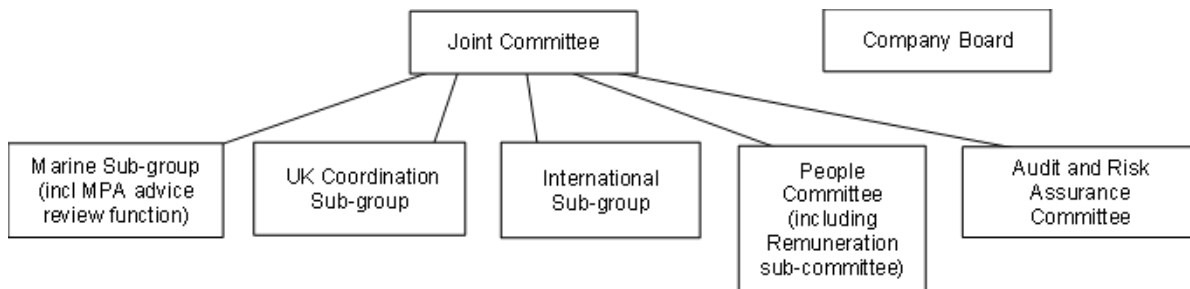 Joint Committee
Company Board
Marine Sub-group
(incl MPA advice
review function)
UK Coordination
Sub-group
International
Sub-group
People
Committee
(including
Remuneration
sub-committee)
Audit and Risk
Assurance
Committee